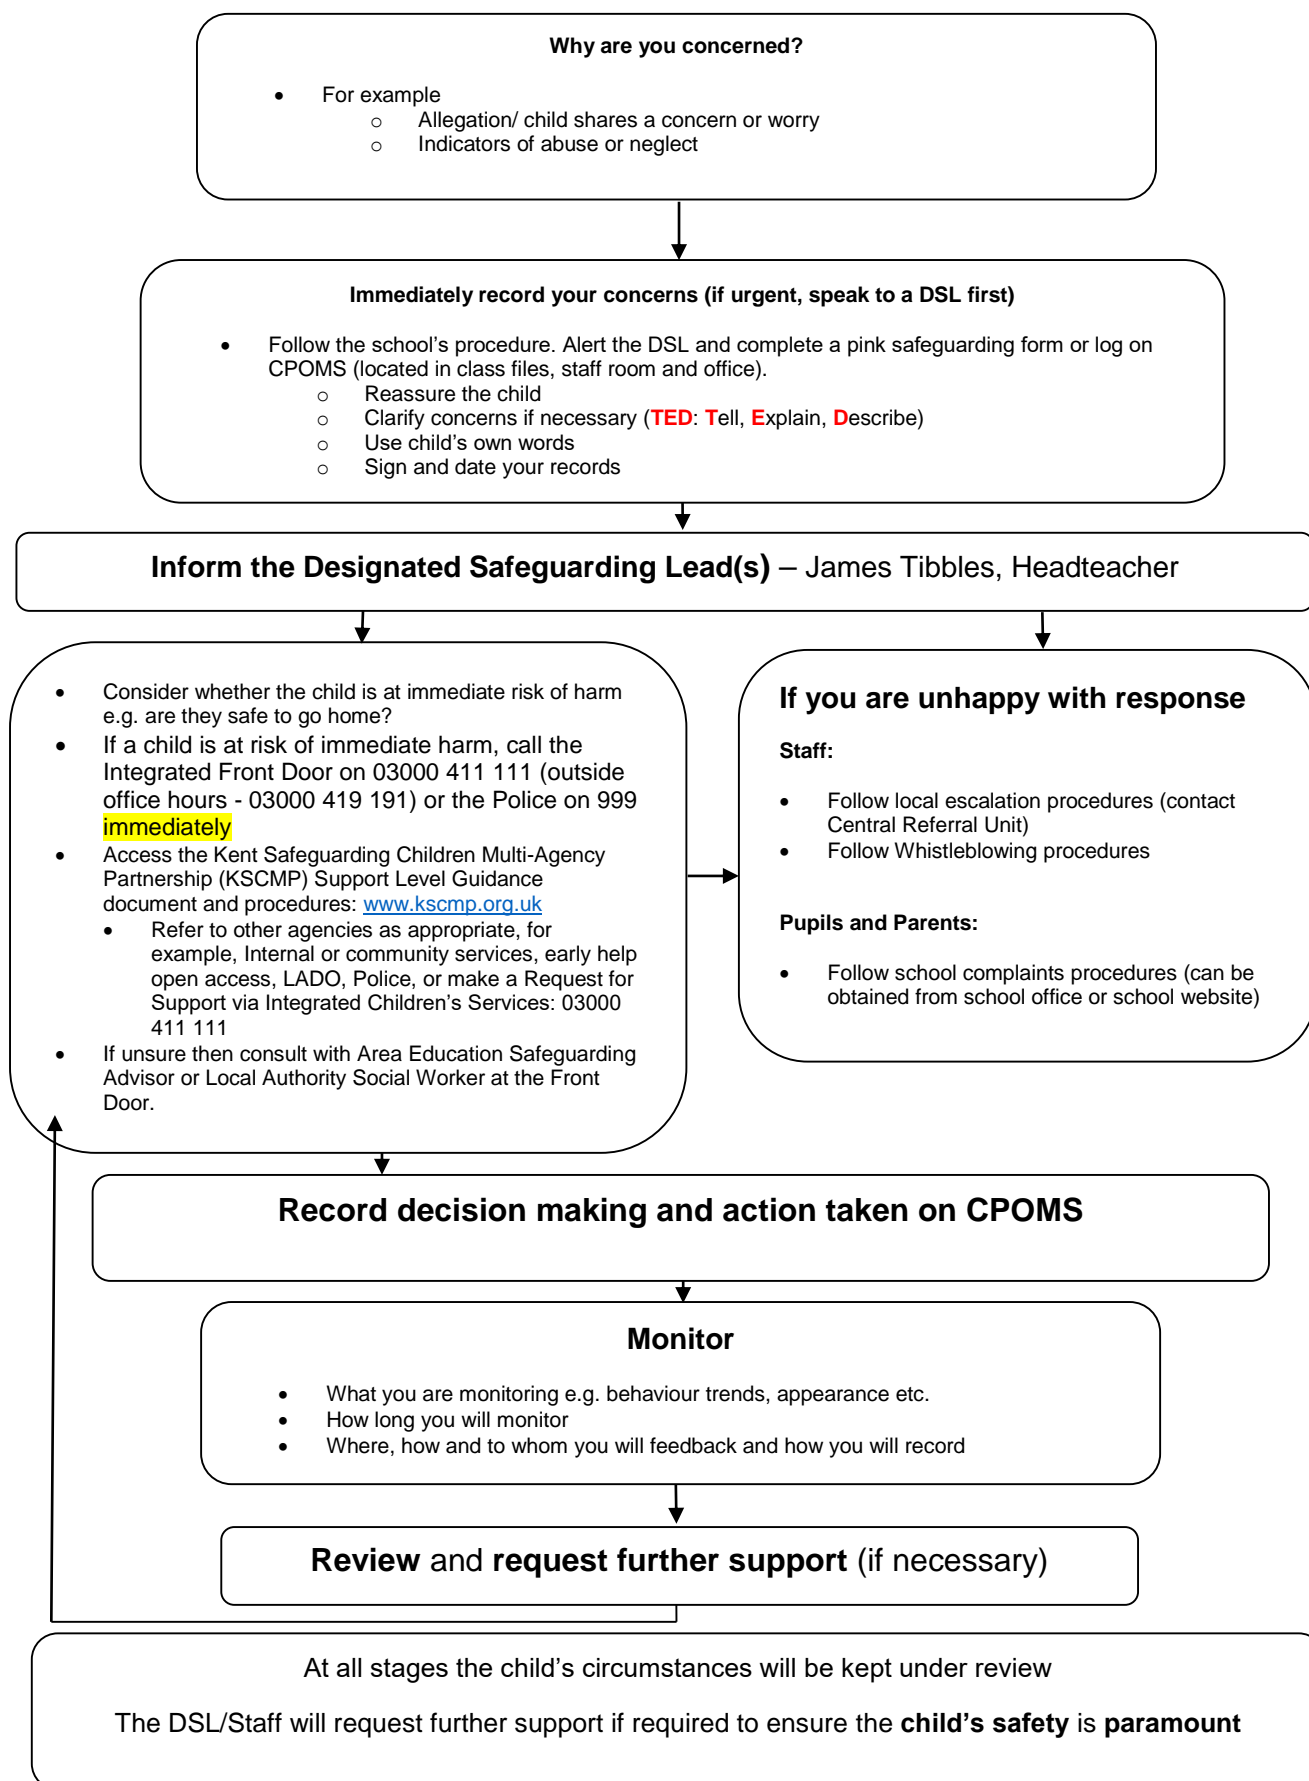 Why are you concerned?
• For example
o Allegation/ child shares a concern or worry
o Indicators of abuse or neglect
Immediately record your concerns (if urgent, speak to a DSL first)
• Follow the school's procedure. Alert the DSL and complete a pink safeguarding form or log on
CPOMS (located in class files, staff room and office).
o Reassure the child
o Clarify concerns if necessary (TED: Tell, Explain, Describe)
o Use child's own words
o Sign and date your records
Inform the Designated Safeguarding Lead(s) – James Tibbles, Headteacher
• Consider whether the child is at immediate risk of harm
e.g. are they safe to go home?
• If a child is at risk of immediate harm, call the
Integrated Front Door on 03000 411 111 (outside
office hours - 03000 419 191) or the Police on 999
immediately
• Access the Kent Safeguarding Children Multi-Agency
Partnership (KSCMP) Support Level Guidance
document and procedures: www.kscmp.org.uk
• Refer to other agencies as appropriate, for
example, Internal or community services, early help
open access, LADO, Police, or make a Request for
Support via Integrated Children's Services: 03000
411 111
• If unsure then consult with Area Education Safeguarding
Advisor or Local Authority Social Worker at the Front
Door.
If you are unhappy with response
Staff:
• Follow local escalation procedures (contact
Central Referral Unit)
• Follow Whistleblowing procedures
Pupils and Parents:
• Follow school complaints procedures (can be
obtained from school office or school website)
Record decision making and action taken on CPOMS
Monitor
• What you are monitoring e.g. behaviour trends, appearance etc.
• How long you will monitor
• Where, how and to whom you will feedback and how you will record
Review and request further support (if necessary)
At all stages the child's circumstances will be kept under review
The DSL/Staff will request further support if required to ensure the child's safety is paramount